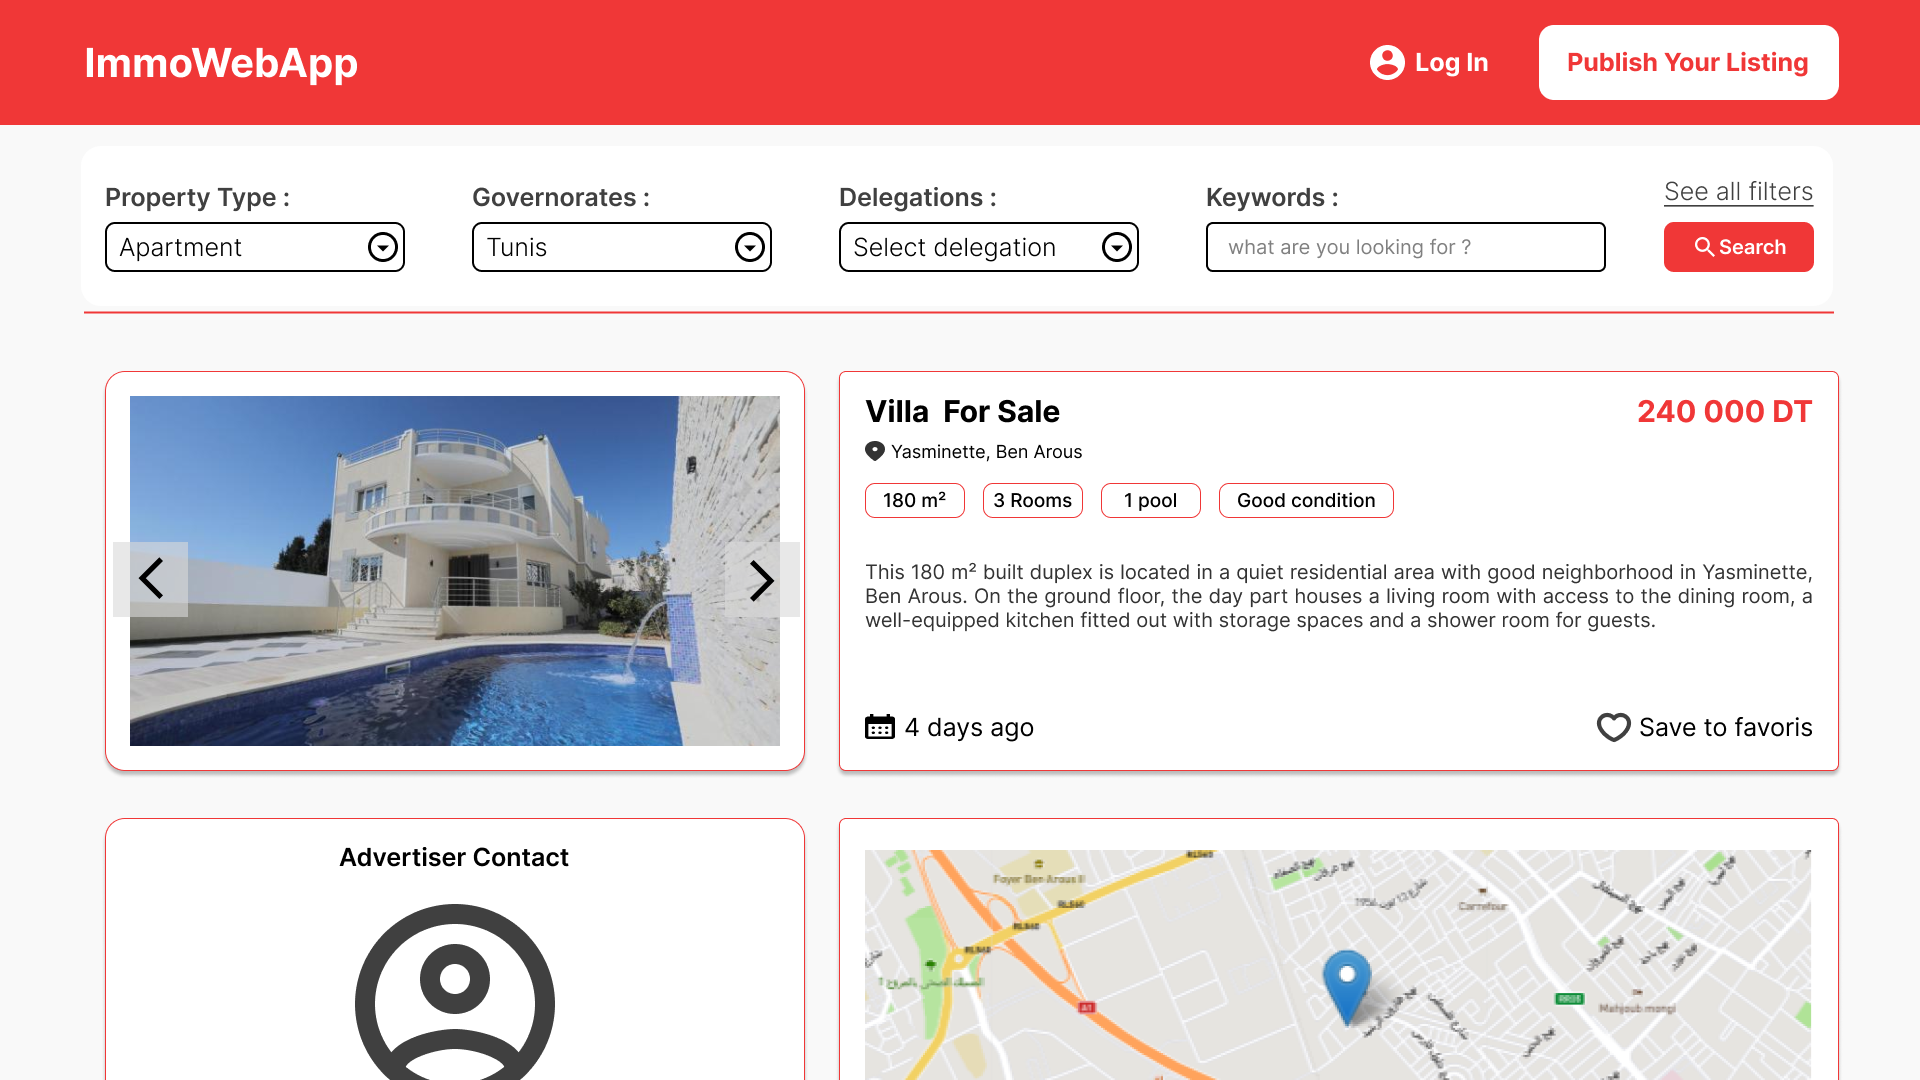 ImmoWebApp
Log In
Publish Your Listing
Property Type :
Governorates :
Delegations :
Keywords :
See all filters
Apartment
Tunis
Select delegation
what are you looking for ?
Search
Villa For Sale
240 000 DT
Yasminette, Ben Arous
180 m²
3 Rooms
1 pool
Good condition
This 180 m² built duplex is located in a quiet residential area with good neighborhood in Yasminette,
Ben Arous. On the ground floor, the day part houses a living room with access to the dining room, a
well-equipped kitchen fitted out with storage spaces and a shower room for guests.
4 days ago
Save to favoris
Advertiser Contact
RL560
Foyer Ben Arous II
RL560
RL560
RL560
Carrefour
A1
Mahjoub mongi